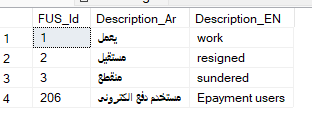 FUS_Id Description_Ar Description_EN
1 1 يعمل work
2 2 مستقيل resigned
3 3 منقطع sundered
4 206 مستخدم دفع الكترونى Epayment users